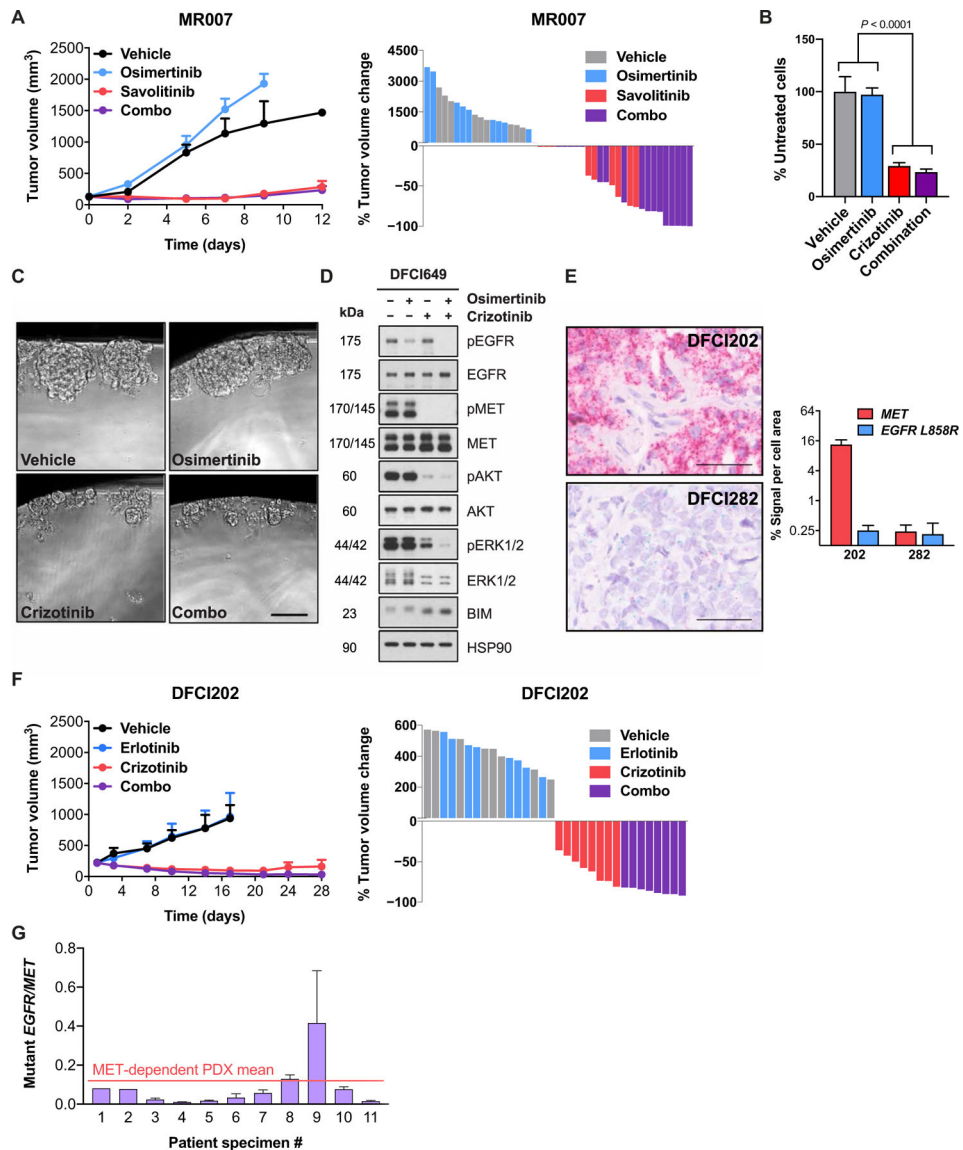 A
MR007
Tumor volume (mm³)
2500
2000
1500
1000
500
0
0 2 4 6 8 10 12
Time (days)
Vehicle
Osimertinib
Savolitinib
Combo
MR007
% Tumor volume change
4500
3000
1500
0
−50
−100
Vehicle
Osimertinib
Savolitinib
Combo
B
P < 0.0001
% Untreated cells
150
100
50
0
Vehicle
Osimertinib
Crizotinib
Combination
C
Vehicle
Osimertinib
Crizotinib
Combo
D
DFCI649
kDa
− + − + Osimertinib
− − + + Crizotinib
175 pEGFR
175 EGFR
170/145 pMET
170/145 MET
60 pAKT
60 AKT
44/42 pERK1/2
44/42 ERK1/2
23 BIM
90 HSP90
E
DFCI202
DFCI282
% Signal per cell area
64
16
4
1
0.25
MET
EGFR L858R
202 282
F
DFCI202
Tumor volume (mm³)
2500
2000
1500
1000
500
0
0 4 8 12 16 20 24 28
Time (days)
Vehicle
Erlotinib
Crizotinib
Combo
DFCI202
% Tumor volume change
600
400
200
0
−50
−100
Vehicle
Erlotinib
Crizotinib
Combo
G
Mutant EGFR/MET
0.8
0.6
0.4
0.2
0.0
MET-dependent PDX mean
1 2 3 4 5 6 7 8 9 10 11
Patient specimen #